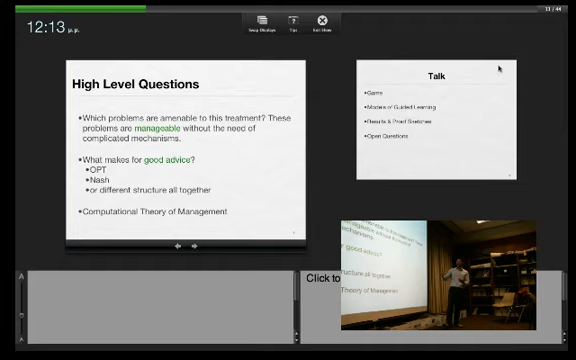 11 / 44
12:13
Swap Displays
Tips
Exit Show
High Level Questions
•Which problems are amenable to this treatment? These
problems are manageable without the need of
complicated mechanisms.
•What makes for good advice?
•OPT
•Nash
•or different structure all together
•Computational Theory of Management
Talk
•Game
•Models of Guided Learning
•Results & Proof Sketches
•Open Questions
Click to
A
A
good advice?
structure all together
Theory of Management